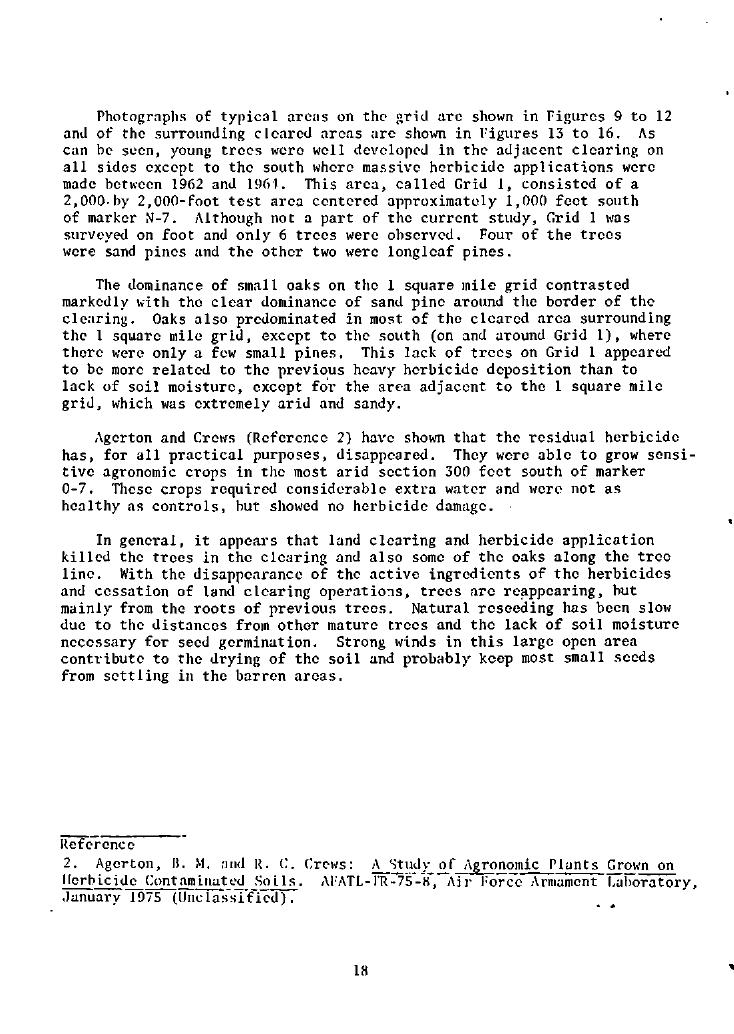 Photographs of typical areas on the grid are shown in Figures 9 to 12
and of the surrounding cleared areas are shown in Figures 13 to 16. As
can be seen, young trees were well developed in the adjacent clearing on
all sides except to the south where massive herbicide applications were
made between 1962 and 1964. This area, called Grid 1, consisted of a
2,000 by 2,000-foot test area centered approximately 1,000 feet south
of marker N-7. Although not a part of the current study, Grid 1 was
surveyed on foot and only 6 trees were observed. Four of the trees
were sand pines and the other two were longleaf pines.
The dominance of small oaks on the 1 square mile grid contrasted
markedly with the clear dominance of sand pine around the border of the
clearing. Oaks also predominated in most of the cleared area surrounding
the 1 square mile grid, except to the south (on and around Grid 1), where
there were only a few small pines. This lack of trees on Grid 1 appeared
to be more related to the previous heavy herbicide deposition than to
lack of soil moisture, except for the area adjacent to the 1 square mile
grid, which was extremely arid and sandy.
Agerton and Crews (Reference 2) have shown that the residual herbicide
has, for all practical purposes, disappeared. They were able to grow sensi-
tive agronomic crops in the most arid section 300 feet south of marker
O-7. These crops required considerable extra water and were not as
healthy as controls, but showed no herbicide damage.
In general, it appears that land clearing and herbicide application
killed the trees in the clearing and also some of the oaks along the tree
line. With the disappearance of the active ingredients of the herbicides
and cessation of land clearing operations, trees are reappearing, but
mainly from the roots of previous trees. Natural reseeding has been slow
due to the distances from other mature trees and the lack of soil moisture
necessary for seed germination. Strong winds in this large open area
contribute to the drying of the soil and probably keep most small seeds
from settling in the barren areas.
Reference
2. Agerton, B. M. and R. C. Crews: A Study of Agronomic Plants Grown on
Herbicide Contaminated Soils. AFATL-TR-75-8, Air Force Armament Laboratory,
January 1975 (Unclassified).
18